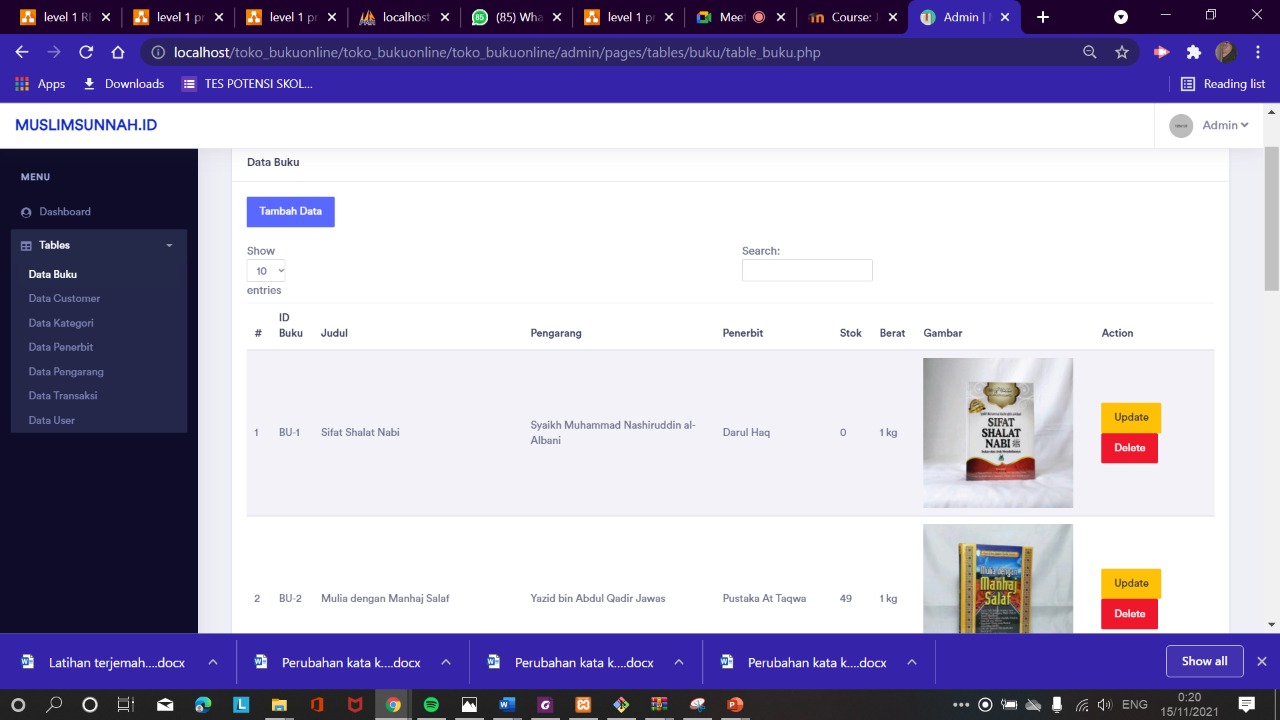 level 1 RE
level 1 pr
level 1 pr
localhost
(85) Wha
level 1 pr
Meet
Course: J
Admin | M
localhost/toko_bukuonline/toko_bukuonline/toko_bukuonline/admin/pages/tables/buku/table_buku.php
Apps
Downloads
TES POTENSI SKOL...
Reading list
MUSLIMSUNNAH.ID
Admin
MENU
Dashboard
Tables
Data Buku
Data Customer
Data Kategori
Data Penerbit
Data Pengarang
Data Transaksi
Data User
Data Buku
Tambah Data
Show
10
entries
Search:
# ID Buku Judul Pengarang Penerbit Stok Berat Gambar Action
1 BU-1 Sifat Shalat Nabi Syaikh Muhammad Nashiruddin al-
Albani Darul Haq 0 1 kg
SIFAT
SHALAT
NABI
Update
Delete
2 BU-2 Mulia dengan Manhaj Salaf Yazid bin Abdul Qadir Jawas Pustaka At Taqwa 49 1 kg
Mulia dengan
Manhaj
Salaf
Update
Delete
Latihan terjemah....docx
Perubahan kata k....docx
Perubahan kata k....docx
Perubahan kata k....docx
Show all
ENG
0:20
15/11/2021